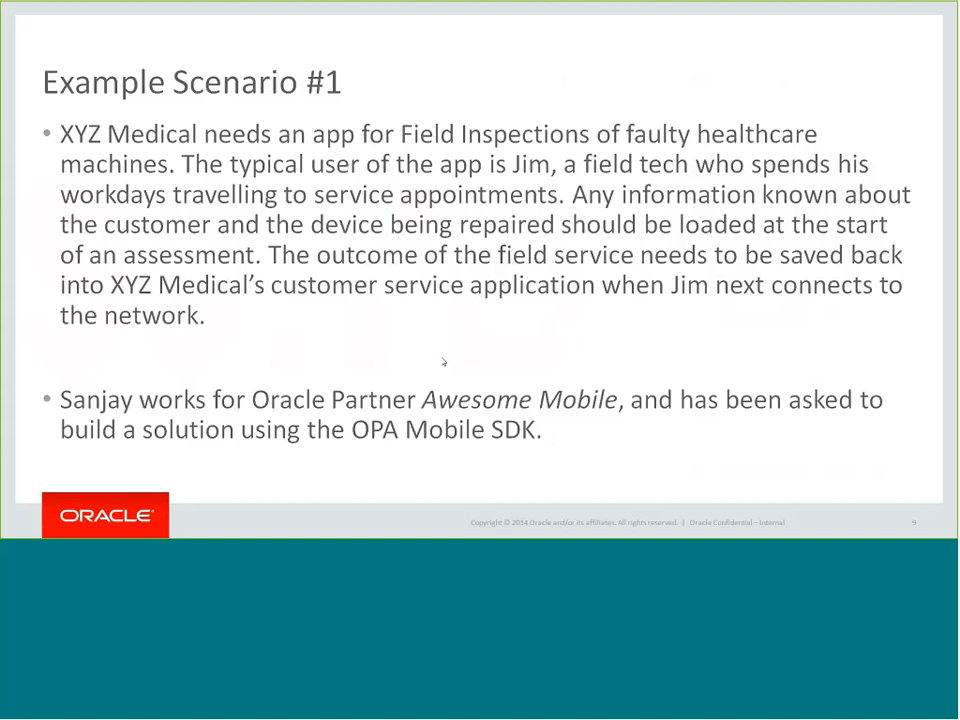 Example Scenario #1
• XYZ Medical needs an app for Field Inspections of faulty healthcare
machines. The typical user of the app is Jim, a field tech who spends his
workdays travelling to service appointments. Any information known about
the customer and the device being repaired should be loaded at the start
of an assessment. The outcome of the field service needs to be saved back
into XYZ Medical’s customer service application when Jim next connects to
the network.
• Sanjay works for Oracle Partner Awesome Mobile, and has been asked to
build a solution using the OPA Mobile SDK.
ORACLE®
Copyright © 2014 Oracle and/or its affiliates. All rights reserved. | Oracle Confidential – Internal 9